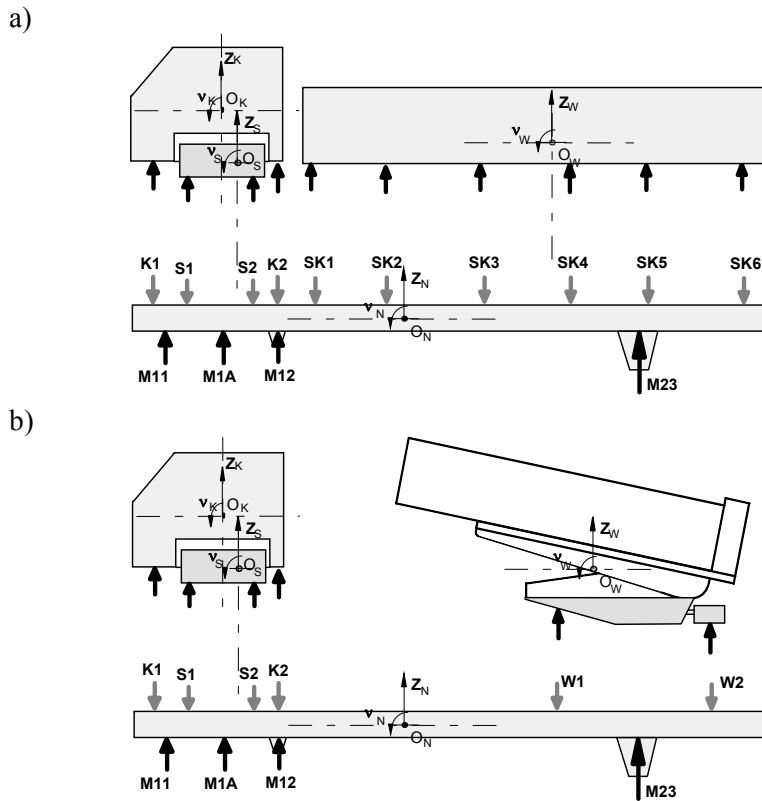 a)
Z_K
ν_K O_K
Z_S
ν_S O_S
Z_W
ν_W O_W
K1 S1 S2 K2 SK1 SK2 SK3 SK4 SK5 SK6
Z_N
ν_N O_N
M11 M1A M12 M23
b)
Z_K
ν_K O_K
Z_S
ν_S O_S
Z_W
ν_W O_W
K1 S1 S2 K2 W1 W2
Z_N
ν_N O_N
M11 M1A M12 M23